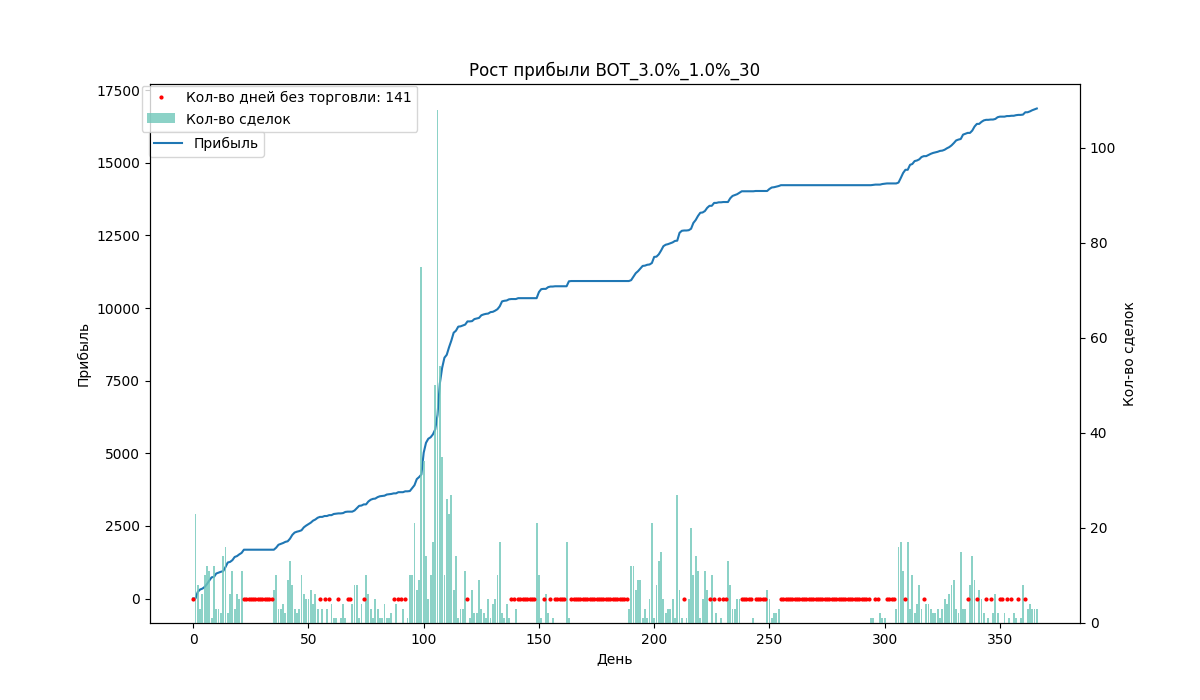 Рост прибыли BOT_3.0%_1.0%_30
Кол-во дней без торговли: 141
Кол-во сделок
Прибыль
17500
15000
12500
10000
7500
5000
2500
0
Прибыль
100
80
60
40
20
0
Кол-во сделок
0 50 100 150 200 250 300 350
День